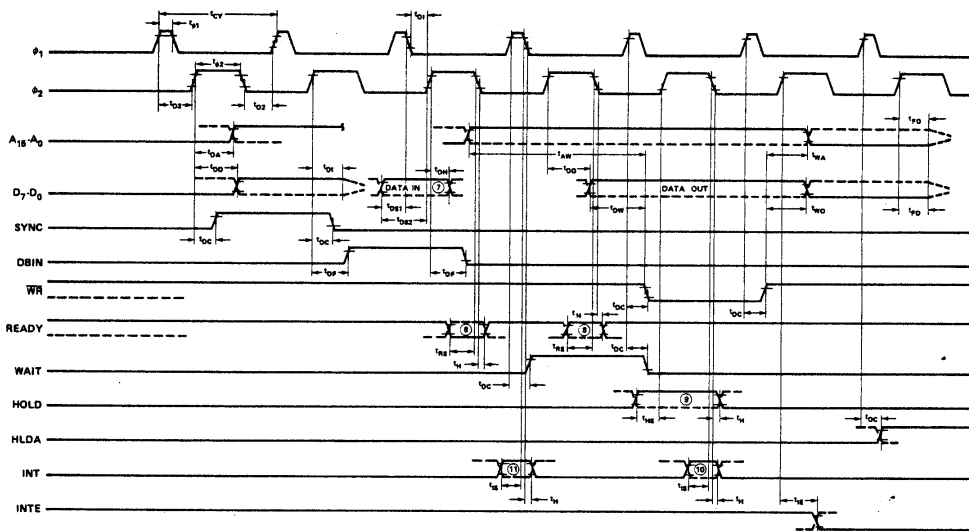 tCY
tφ1
tDI
φ1
tφ2
φ2
tD3
tD2
A15-A0
tFD
tDA
tAW
tWA
tDD
tDI
tDH
tDD
D7-D0
DATA IN
7
DATA OUT
tDS1
tDS2
tDW
tWD
tFD
SYNC
tDC
tDC
DBIN
tDF
tDF
WR
tH
tDC
tDC
READY
8
8
tRS
tH
tRS
tDC
WAIT
tDC
HOLD
9
tHS
tH
tDC
HLDA
INT
11
10
tIS
tH
tIS
tH
tIE
INTE